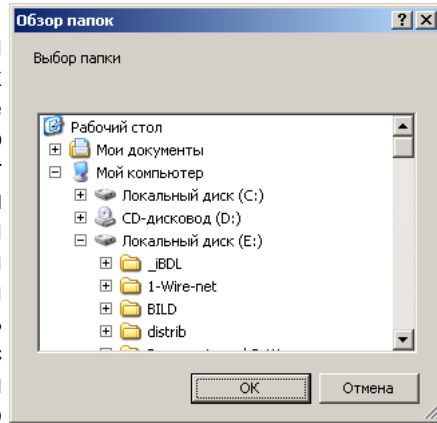 Обзор папок
Выбор папки
Рабочий стол
Мои документы
Мой компьютер
Локальный диск (C:)
CD-дисковод (D:)
Локальный диск (E:)
_iBDL
1-Wire-net
BILD
distrib
OK
Отмена